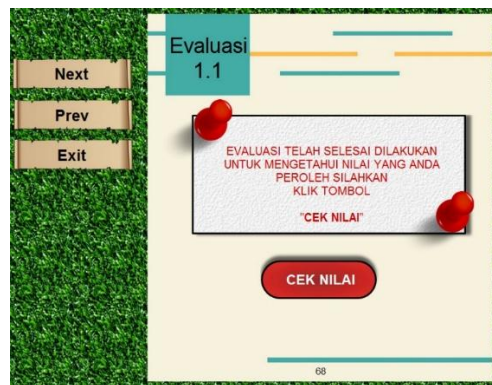 Evaluasi
1.1
Next
Prev
Exit
EVALUASI TELAH SELESAI DILAKUKAN
UNTUK MENGETAHUI NILAI YANG ANDA
PEROLEH SILAHKAN
KLIK TOMBOL
"CEK NILAI"
CEK NILAI
68